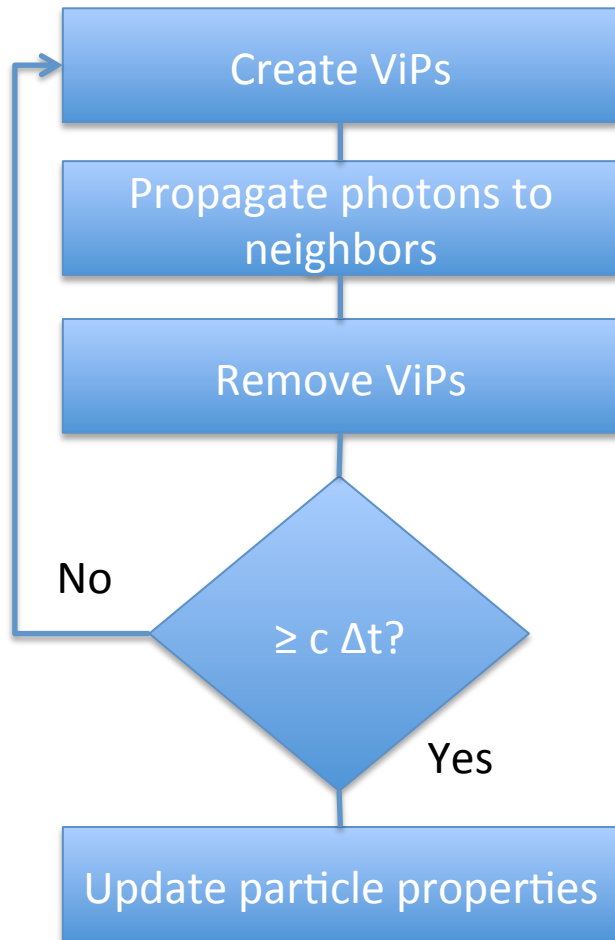 Create ViPs
Propagate photons to
neighbors
Remove ViPs
No
≥ c Δt?
Yes
Update particle properties